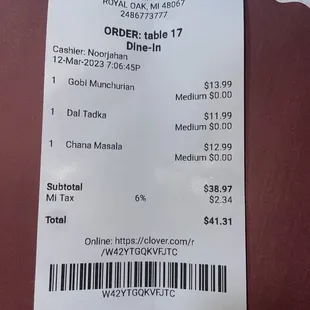 ROYAL OAK, MI 48067
2486773777
ORDER: table 17
Dine-In
Cashier: Noorjahan
12-Mar-2023 7:06:45P
1 Gobi Munchurian $13.99
Medium $0.00
1 Dal Tadka $11.99
Medium $0.00
1 Chana Masala $12.99
Medium $0.00
Subtotal $38.97
Mi Tax 6% $2.34
Total $41.31
Online: https://clover.com/r
/W42YTGQKVFJTC
W42YTGQKVFJTC